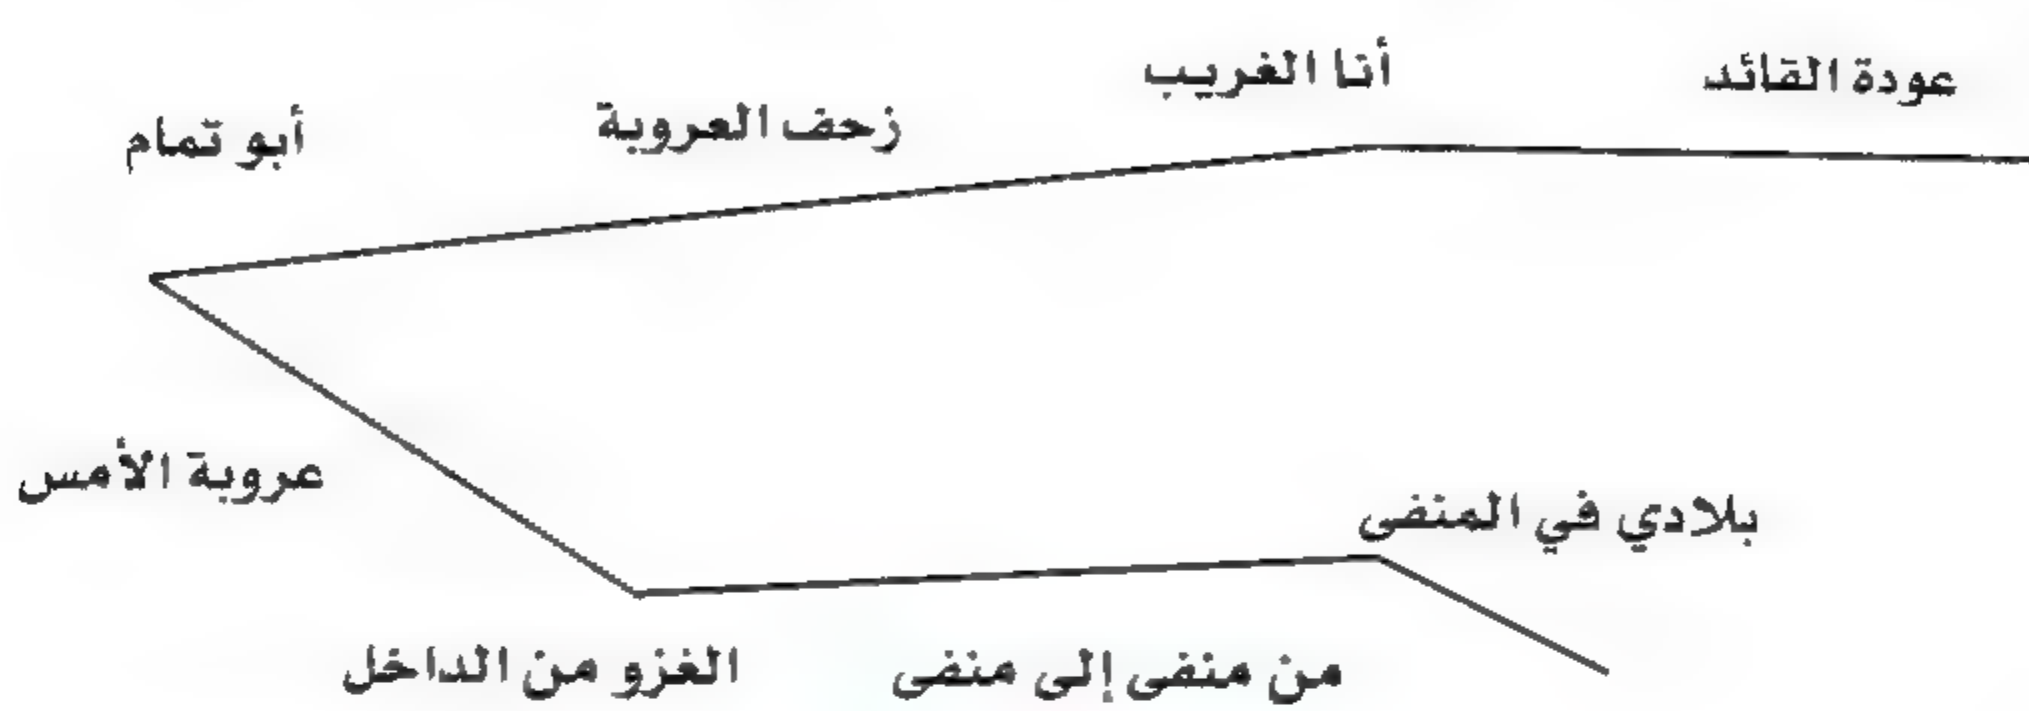 عودة القائد
أنا الغريب
زحف العروبة
أبو تمام
عروبة الأمس
بلادي في المنفى
من منفى إلى منفى
الغزو من الداخل